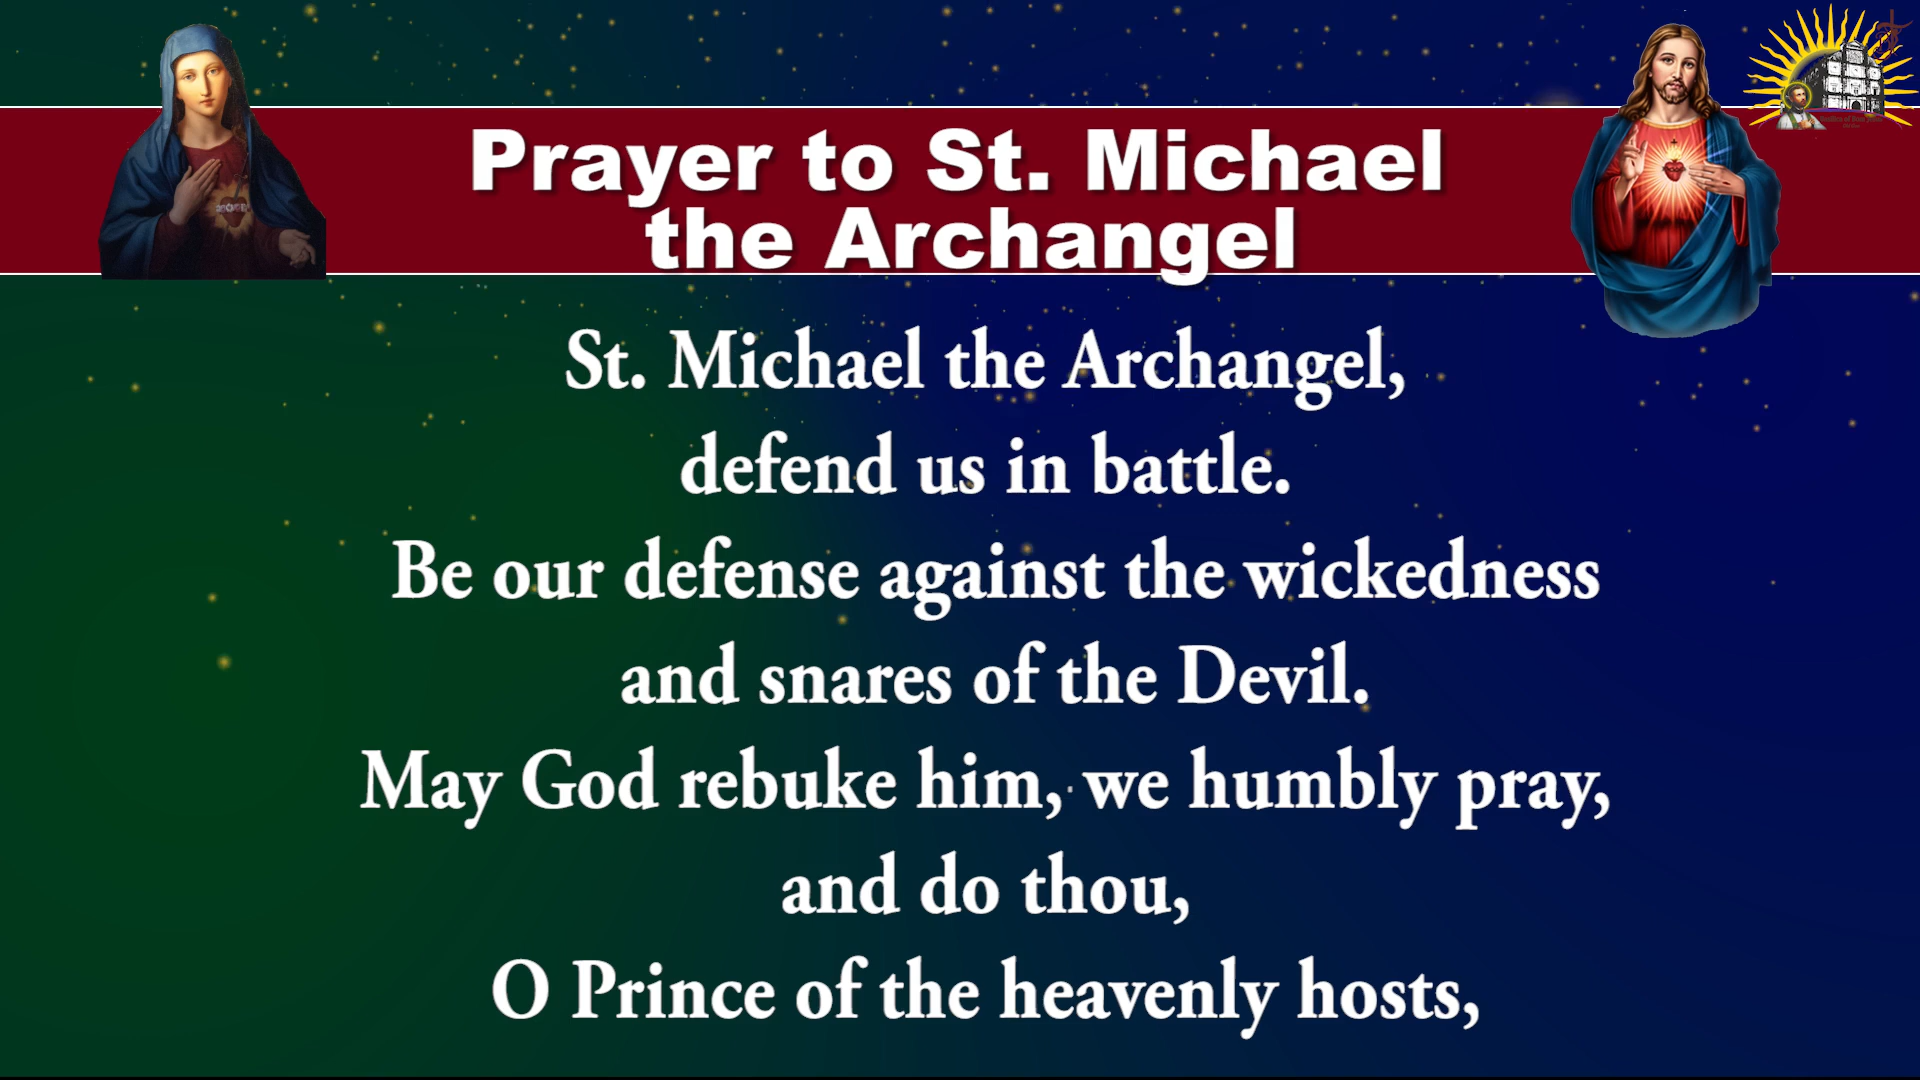 Prayer to St. Michael
the Archangel
St. Michael the Archangel,
defend us in battle.
Be our defense against the wickedness
and snares of the Devil.
May God rebuke him, we humbly pray,
and do thou,
O Prince of the heavenly hosts,